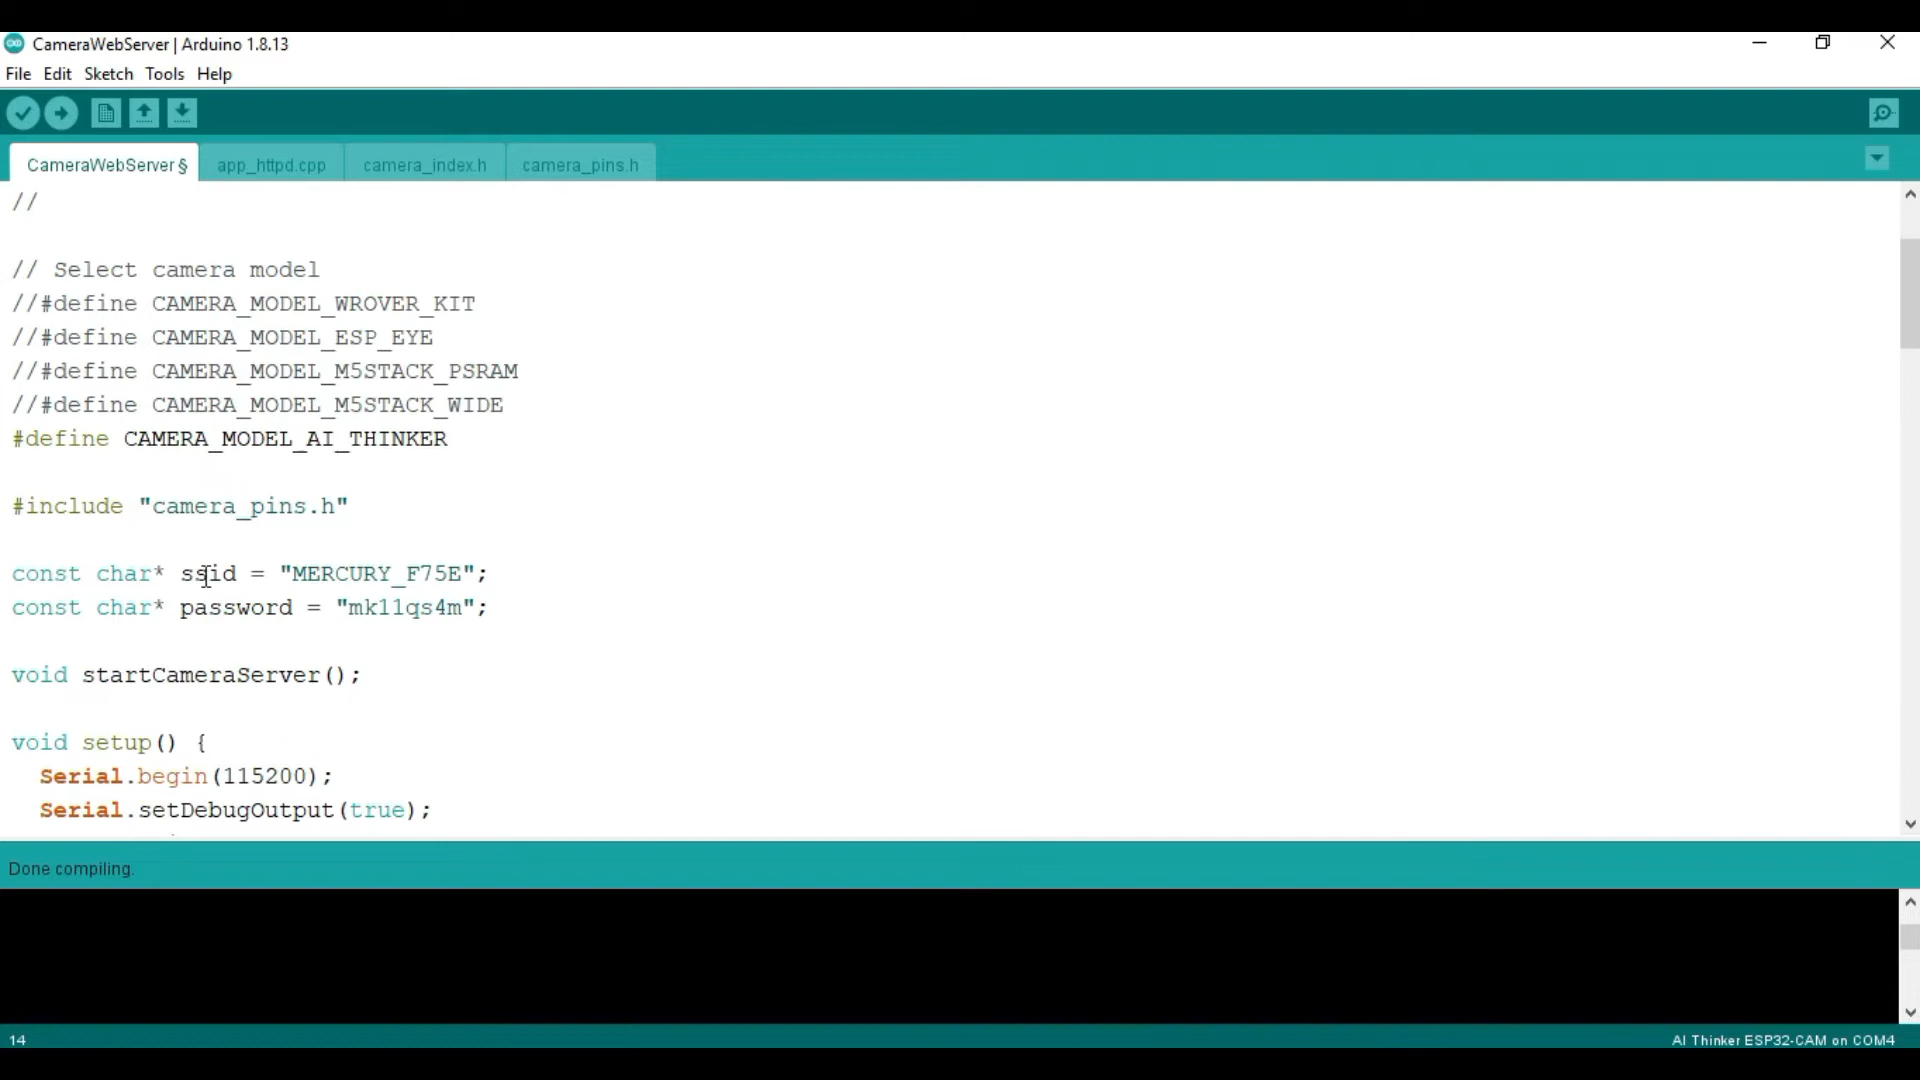 CameraWebServer | Arduino 1.8.13
File Edit Sketch Tools Help
CameraWebServer § app_httpd.cpp camera_index.h camera_pins.h
//
// Select camera model
//#define CAMERA_MODEL_WROVER_KIT
//#define CAMERA_MODEL_ESP_EYE
//#define CAMERA_MODEL_M5STACK_PSRAM
//#define CAMERA_MODEL_M5STACK_WIDE
#define CAMERA_MODEL_AI_THINKER
#include "camera_pins.h"
const char* ssid = "MERCURY_F75E";
const char* password = "mk11qs4m";
void startCameraServer();
void setup() {
Serial.begin(115200);
Serial.setDebugOutput(true);
Done compiling.
14
AI Thinker ESP32-CAM on COM4